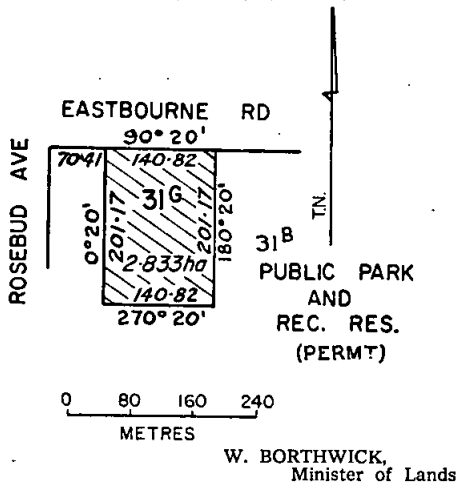 EASTBOURNE RD
90° 20'
70·41 140·82
ROSEBUD AVE
31G
0° 20'
201·17
201·17
180° 20'
2·833ha
140·82
270° 20'
T.N.
31B
PUBLIC PARK
AND
REC. RES.
(PERMT)
0 80 160 240
METRES
W. BORTHWICK,
Minister of Lands